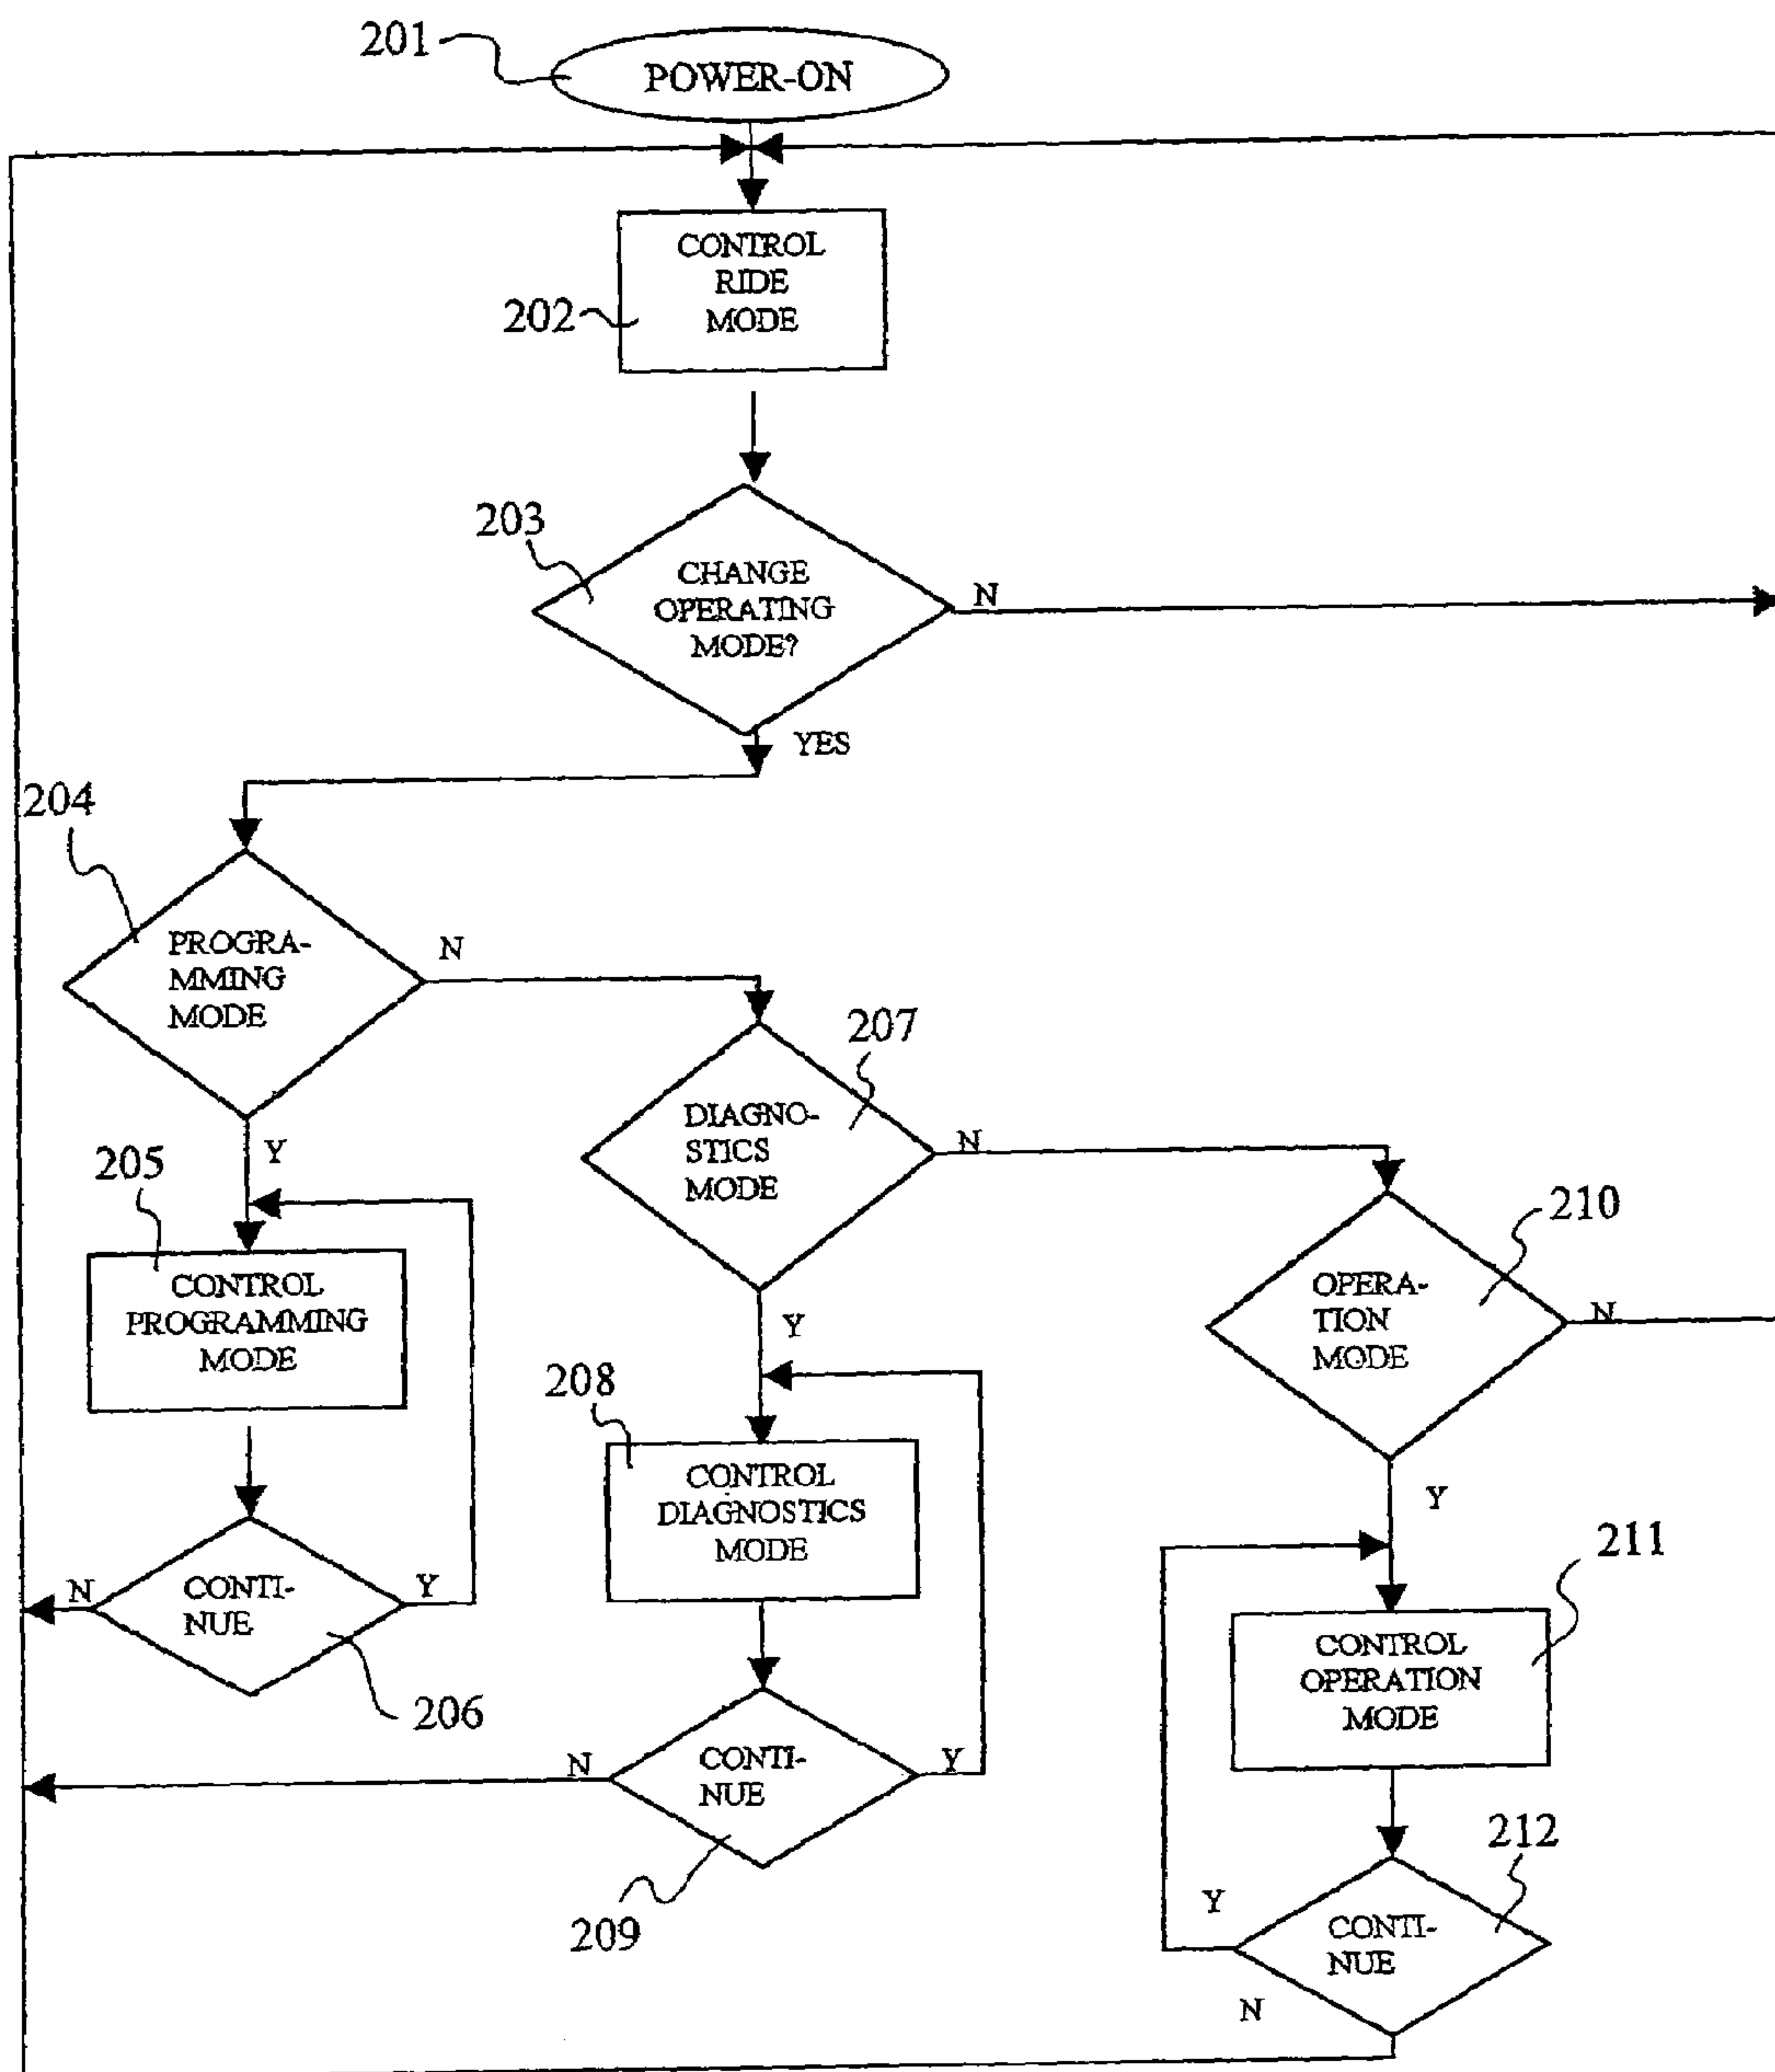 201
POWER-ON
CONTROL
RIDE
MODE
202
203
CHANGE
OPERATING
MODE?
N
YES
204
PROGRA-
MMING
MODE
N
Y
207
DIAGNO-
STICS
MODE
N
Y
210
OPERA-
TION
MODE
N
Y
205
CONTROL
PROGRAMMING
MODE
208
CONTROL
DIAGNOSTICS
MODE
211
CONTROL
OPERATION
MODE
N
CONTI-
NUE
Y
206
N
CONTI-
NUE
Y
209
212
Y
CONTI-
NUE
N